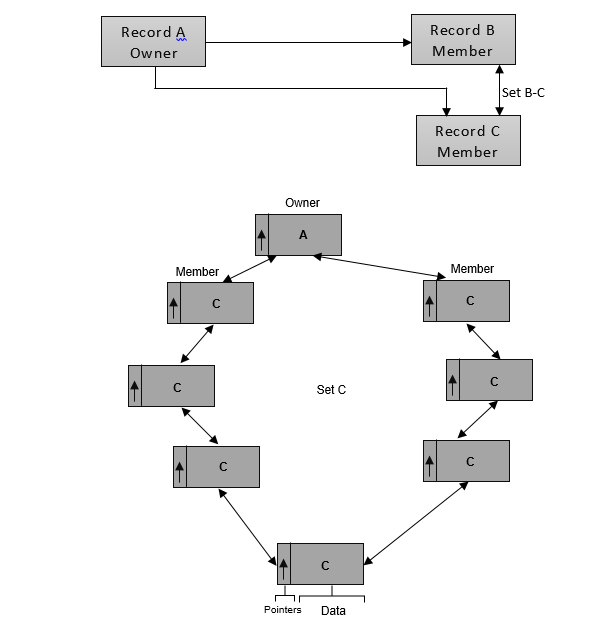 Record A
Owner
Record B
Member
Set B-C
Record C
Member
Owner
A
Member
Member
C
C
C
Set C
C
C
C
C
Pointers
Data